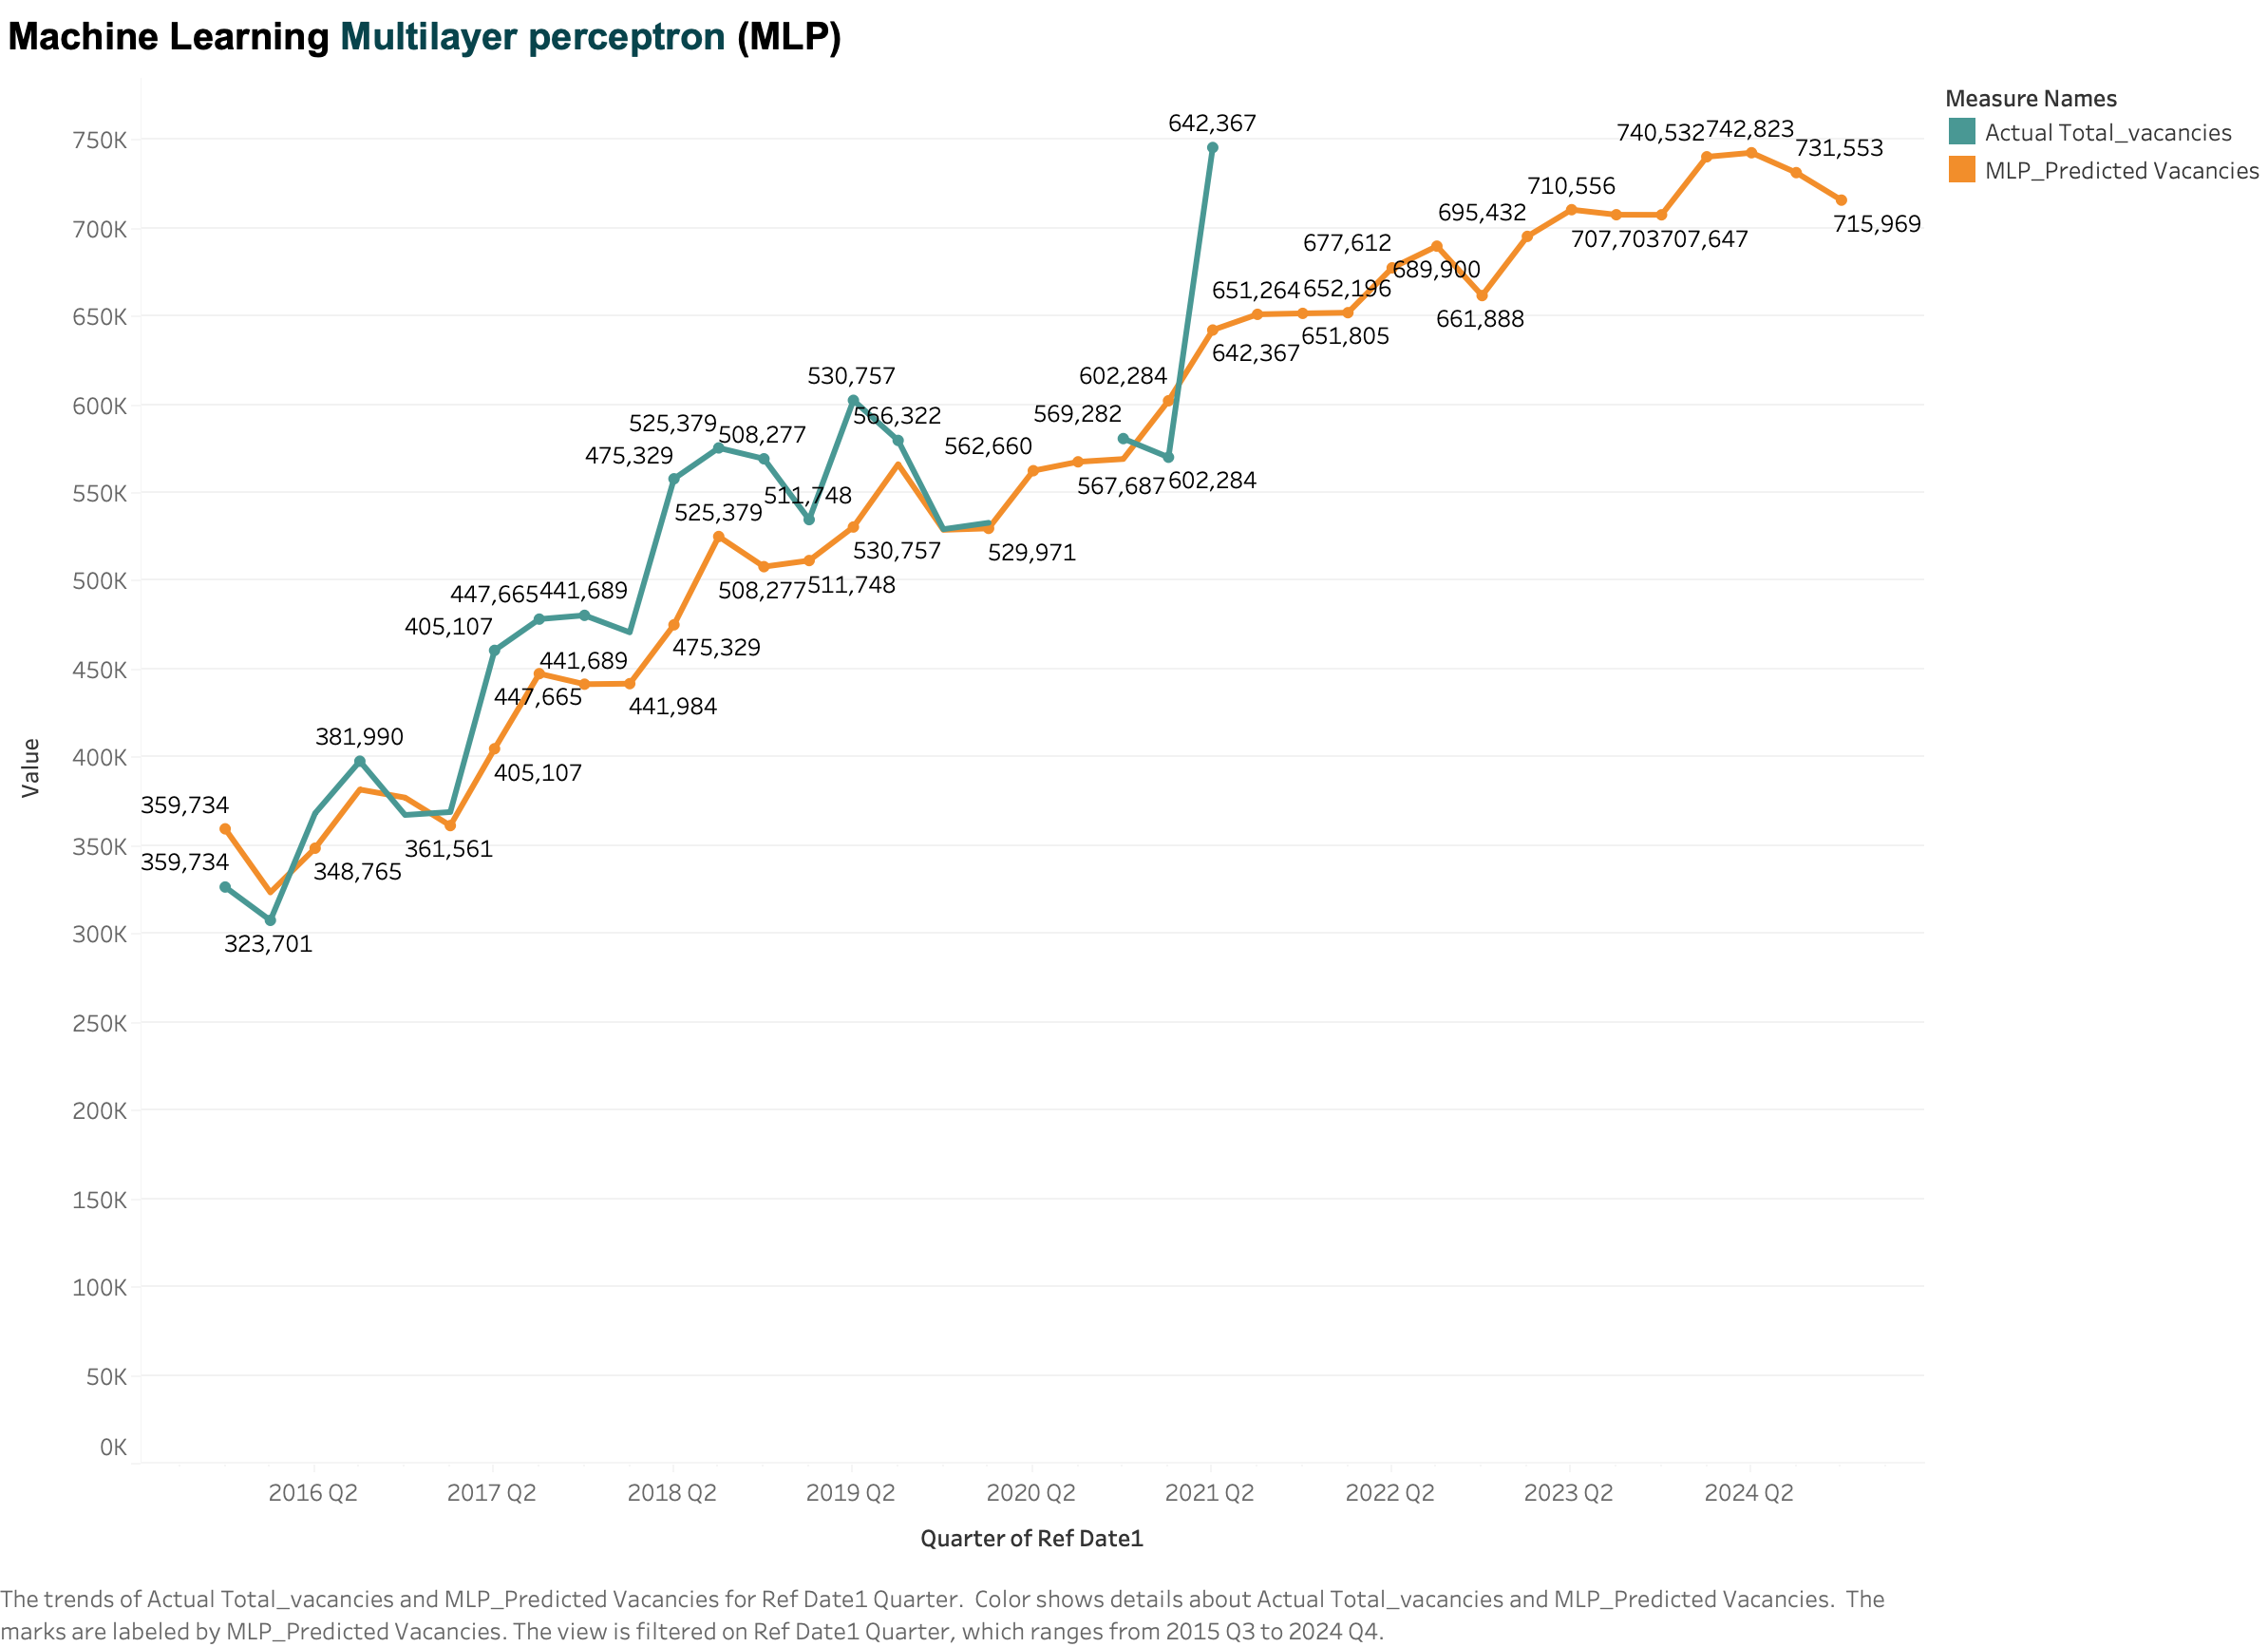 Machine Learning Multilayer perceptron (MLP)
Measure Names
Actual Total_vacancies
MLP_Predicted Vacancies
Value
750K
700K
650K
600K
550K
500K
450K
400K
350K
300K
250K
200K
150K
100K
50K
0K
642,367
740,532
742,823
731,553
710,556
695,432
715,969
707,703
707,647
677,612
689,900
651,264
652,196
661,888
651,805
642,367
602,284
530,757
569,282
566,322
525,379
508,277
562,660
475,329
602,284
567,687
511,748
525,379
530,757
529,971
447,665
441,689
508,277
511,748
405,107
475,329
441,689
447,665
441,984
381,990
405,107
359,734
361,561
359,734
348,765
323,701
2016 Q2
2017 Q2
2018 Q2
2019 Q2
2020 Q2
2021 Q2
2022 Q2
2023 Q2
2024 Q2
Quarter of Ref Date1
The trends of Actual Total_vacancies and MLP_Predicted Vacancies for Ref Date1 Quarter.  Color shows details about Actual Total_vacancies and MLP_Predicted Vacancies.  The
marks are labeled by MLP_Predicted Vacancies. The view is filtered on Ref Date1 Quarter, which ranges from 2015 Q3 to 2024 Q4.